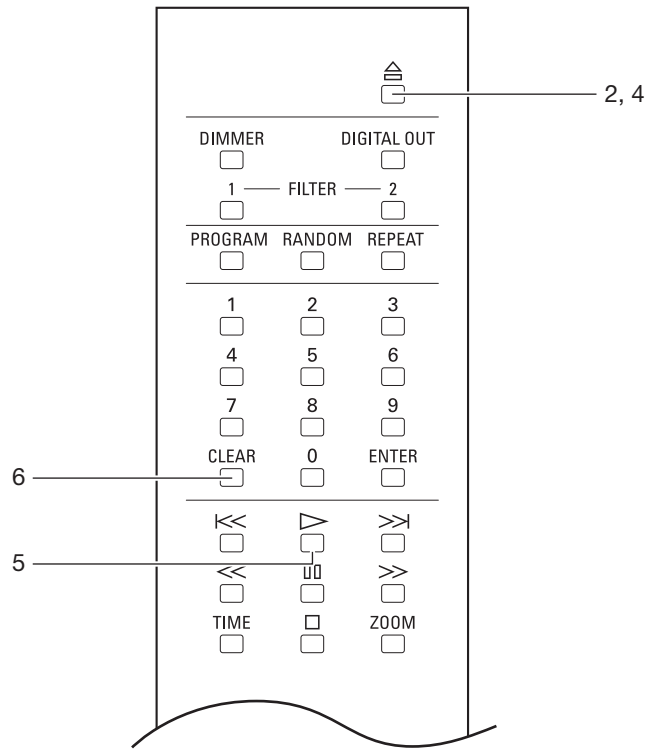 2, 4
DIMMER DIGITAL OUT
1 FILTER 2
PROGRAM RANDOM REPEAT
1 2 3
4 5 6
7 8 9
CLEAR 0 ENTER
6
5
TIME ZOOM